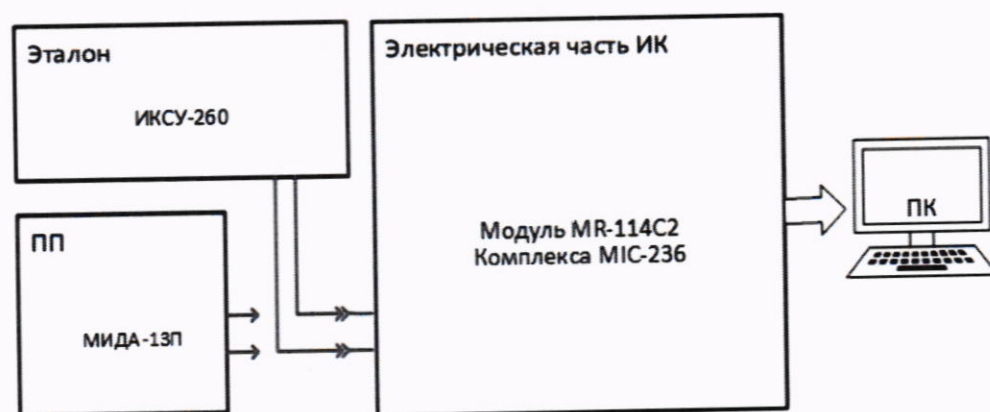 Эталон
ИКСУ-260
Электрическая часть ИК
ПП
МИДА-13П
Модуль MR-114C2
Комплекса MIC-236
ПК